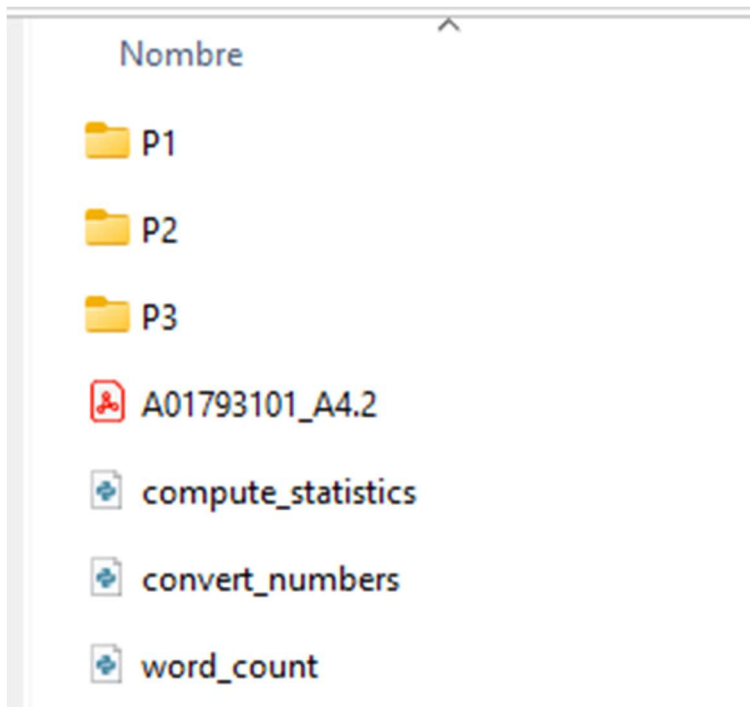 Nombre
P1
P2
P3
A01793101_A4.2
compute_statistics
convert_numbers
word_count